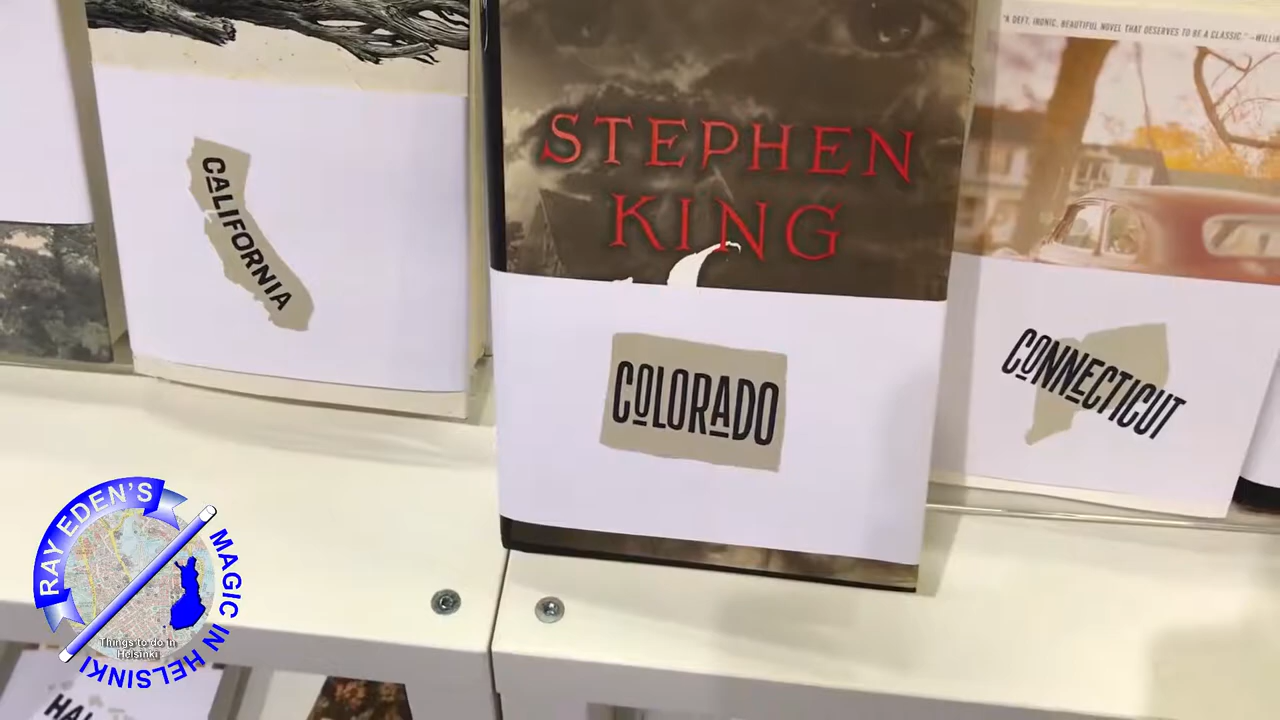 "A DEFT, IRONIC, BEAUTIFUL NOVEL THAT DESERVES TO BE A CLASSIC."
STEPHEN
KING
CALIFORNIA
COLORADO
CONNECTICUT
RAY EDEN'S
MAGIC IN HELSINKI
Things to do in
Helsinki